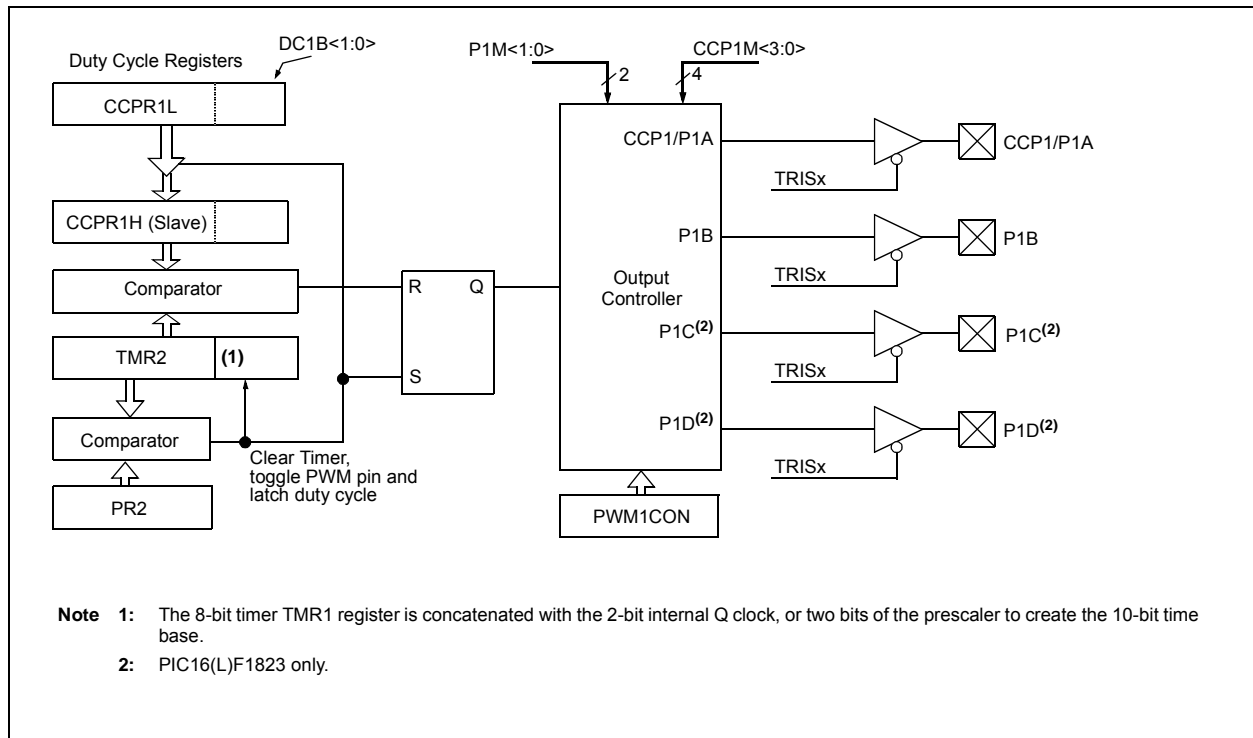 DC1B<1:0>
Duty Cycle Registers
CCPR1L
CCPR1H (Slave)
Comparator
TMR2
(1)
Comparator
PR2
Clear Timer,
toggle PWM pin and
latch duty cycle
R
Q
S
P1M<1:0>
2
CCP1M<3:0>
4
Output
Controller
CCP1/P1A
P1B
P1C(2)
P1D(2)
PWM1CON
TRISx
CCP1/P1A
TRISx
P1B
TRISx
P1C(2)
TRISx
P1D(2)
Note 1: The 8-bit timer TMR1 register is concatenated with the 2-bit internal Q clock, or two bits of the prescaler to create the 10-bit time
base.
2: PIC16(L)F1823 only.